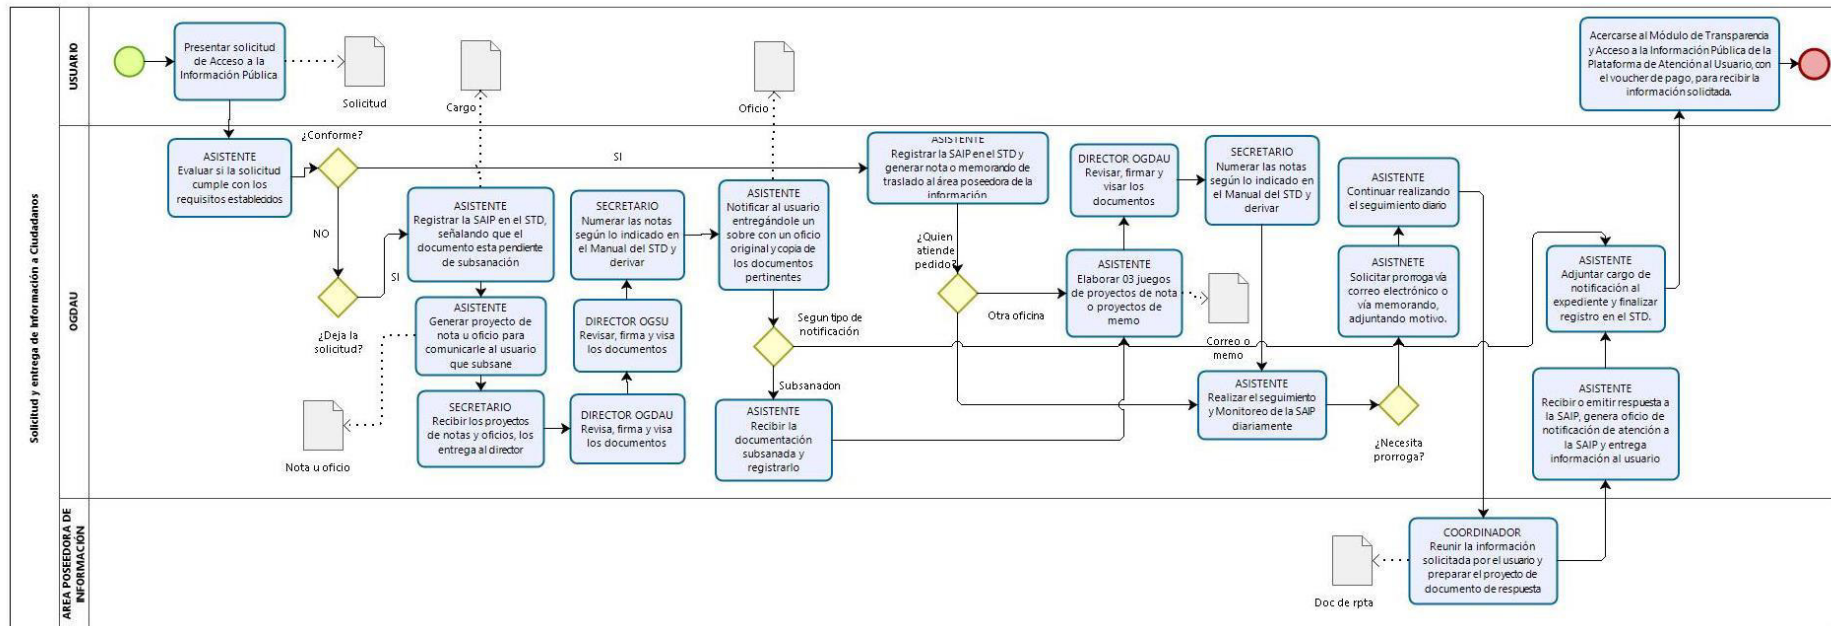 Solicitud y entrega de Información a Ciudadanos
USUARIO
Presentar solicitud
de Acceso a la
Información Pública
Solicitud
Cargo
Oficio
Acercarse al Módulo de Transparencia
y Acceso a la Información Pública de la
Plataforma de Atención al Usuario, con
el voucher de pago, para recibir la
información solicitada.
OGDAU
ASISTENTE
Evaluar si la solicitud
cumple con los
requisitos establecidos
¿Conforme?
SI
NO
SI
¿Deja la
solicitud?
ASISTENTE
Registrar la SAIP en el STD,
señalando que el
documento esta pendiente
de subsanación
ASISTENTE
Generar proyecto de
nota u oficio para
comunicarle al usuario
que subsane
Nota u oficio
SECRETARIO
Recibir los proyectos
de notas y oficios, los
entrega al director
DIRECTOR OGDAU
Revisa, firma y visa
los documentos
DIRECTOR OGSU
Revisar, firma y visa
los documentos
SECRETARIO
Numerar las notas
según lo indicado en
el Manual del STD y
derivar
ASISTENTE
Notificar al usuario
entregándole un
sobre con un oficio
original y copia de
los documentos
pertinentes
Segun tipo de
notificación
Subsanadon
ASISTENTE
Recibir la
documentación
subsanada y
registrarlo
ASISTENTE
Registrar la SAIP en el STD y
generar nota o memorando de
traslado al área poseedora de la
información
¿Quien
atiende
pedido?
Otra oficina
ASISTENTE
Elaborar 03 juegos
de proyectos de nota
o proyectos de
memo
Correo o
memo
DIRECTOR OGDAU
Revisar, firmar y
visar los
documentos
SECRETARIO
Numerar las notas
según lo indicado en
el Manual del STD y
derivar
ASISTENTE
Realizar el seguimiento
y Monitoreo de la SAIP
diariamente
¿Necesita
prorroga?
ASISTNETE
Solicitar prorroga vía
correo electrónico o
vía memorando,
adjuntando motivo.
ASISTENTE
Continuar realizando
el seguimiento diario
ASISTENTE
Adjuntar cargo de
notificación al
expediente y finalizar
registro en el STD.
ASISTENTE
Recibir o emitir respuesta a
la SAIP, genera oficio de
notificación de atención a
la SAIP y entrega
información al usuario
AREA POSEEDORA DE
INFORMACIÓN
COORDINADOR
Reunir la información
solicitada por el usuario y
preparar el proyecto de
documento de respuesta
Doc de rpta